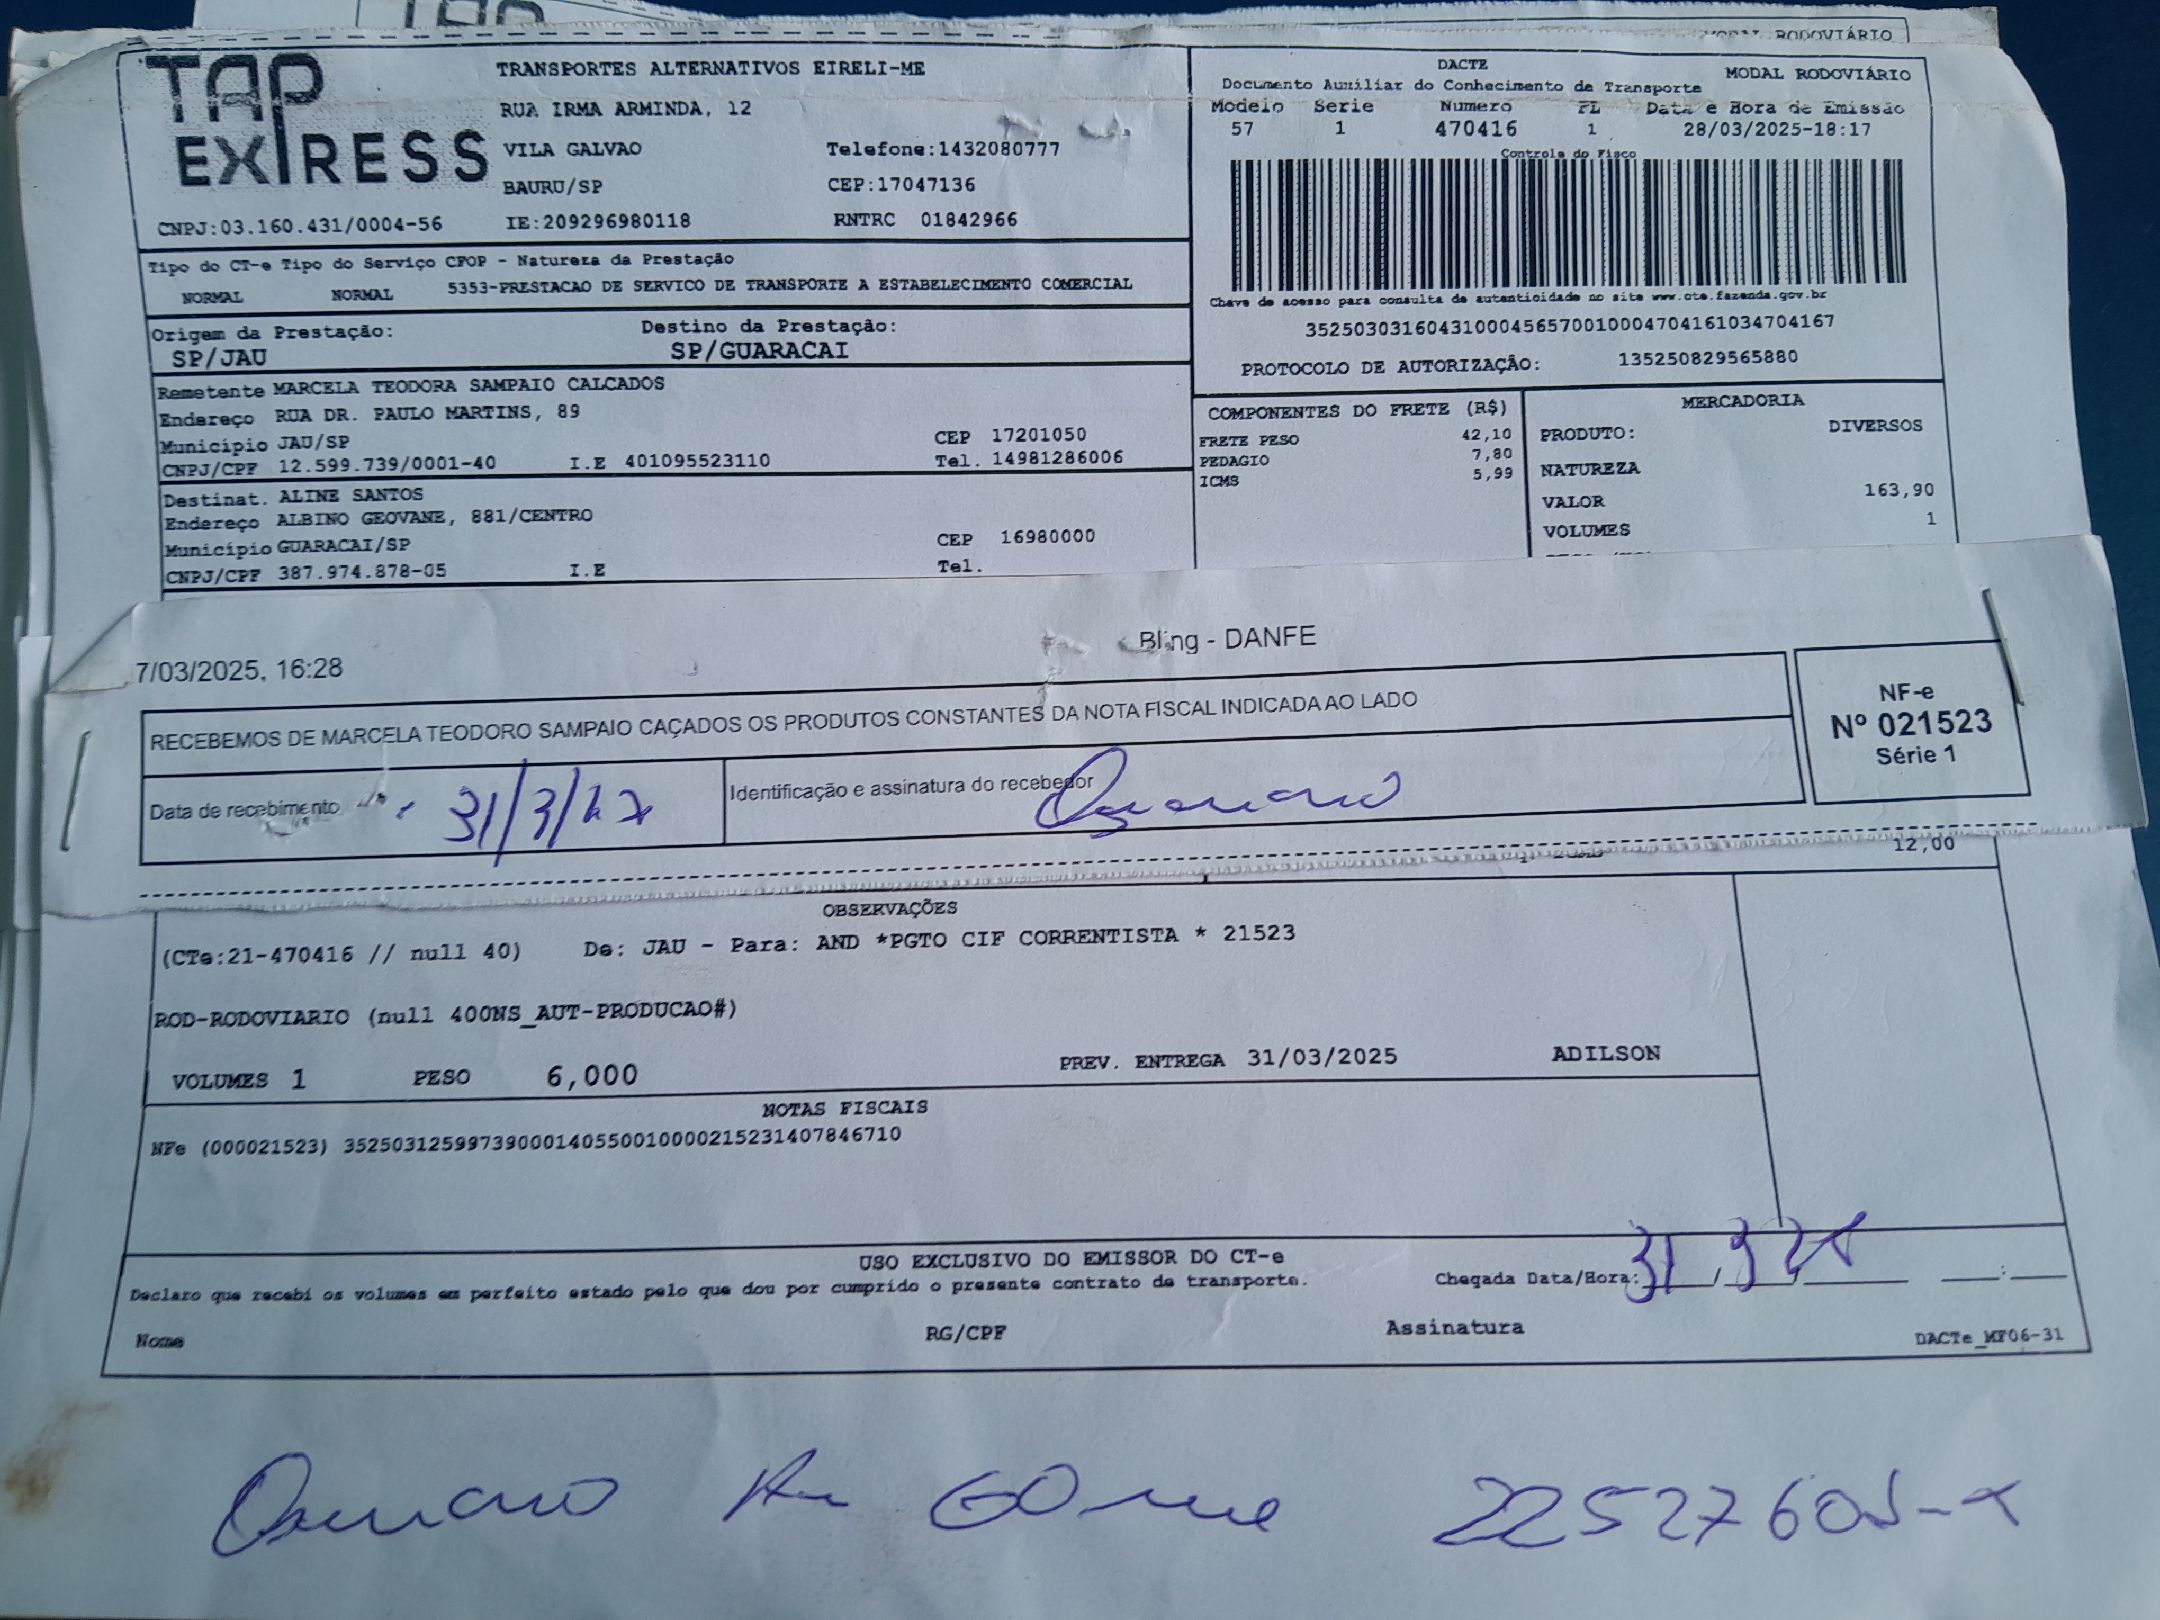 MODAL RODOVIÁRIO
TAP EXPRESS
TRANSPORTES ALTERNATIVOS EIRELI-ME
RUA IRMA ARMINDA, 12
VILA GALVAO Telefone:1432080777
BAURU/SP CEP:17047136
CNPJ:03.160.431/0004-56 IE:209296980118 RNTRC 01842966
DACTE
Documento Auxiliar do Conhecimento de Transporte MODAL RODOVIÁRIO
Modelo Serie Numero FL Data e Hora de Emissão
57 1 470416 1 28/03/2025-18:17
Controle do Fisco
Chave de acesso para consulta de autenticidade no site www.cte.fazenda.gov.br
35250303160431000456570010004704161034704167
PROTOCOLO DE AUTORIZAÇÃO: 135250829565880
Tipo do CT-e Tipo do Serviço CFOP - Natureza da Prestação
NORMAL NORMAL 5353-PRESTACAO DE SERVICO DE TRANSPORTE A ESTABELECIMENTO COMERCIAL
Origem da Prestação: Destino da Prestação:
SP/JAU SP/GUARACAI
Remetente MARCELA TEODORA SAMPAIO CALCADOS
Endereço RUA DR. PAULO MARTINS, 89
Município JAU/SP CEP 17201050
CNPJ/CPF 12.599.739/0001-40 I.E 401095523110 Tel. 14981286006
Destinat. ALINE SANTOS
Endereço ALBINO GEOVANE, 881/CENTRO
Município GUARACAI/SP CEP 16980000
CNPJ/CPF 387.974.878-05 I.E Tel.
COMPONENTES DO FRETE (R$)
FRETE PESO 42,10
PEDAGIO 7,80
ICMS 5,99
MERCADORIA
PRODUTO: DIVERSOS
NATUREZA
VALOR 163,90
VOLUMES 1
7/03/2025, 16:28 Bling - DANFE
RECEBEMOS DE MARCELA TEODORO SAMPAIO CAÇADOS OS PRODUTOS CONSTANTES DA NOTA FISCAL INDICADA AO LADO
Data de recebimento 31/3/
Identificação e assinatura do recebedor
NF-e
Nº 021523
Série 1
12,00
OBSERVAÇÕES
(CTe:21-470416 // null 40) De: JAU - Para: AND *PGTO CIF CORRENTISTA * 21523
ROD-RODOVIARIO (null 400NS_AUT-PRODUCAO#)
VOLUMES 1 PESO 6,000 PREV. ENTREGA 31/03/2025 ADILSON
NOTAS FISCAIS
NFe (000021523) 35250312599739000140550010000215231407846710
USO EXCLUSIVO DO EMISSOR DO CT-e
Declaro que recebi os volumes em perfeito estado pelo que dou por cumprido o presente contrato de transporte. Chegada Data/Hora: 31/3/
Nome RG/CPF Assinatura DACTe_MF06-31